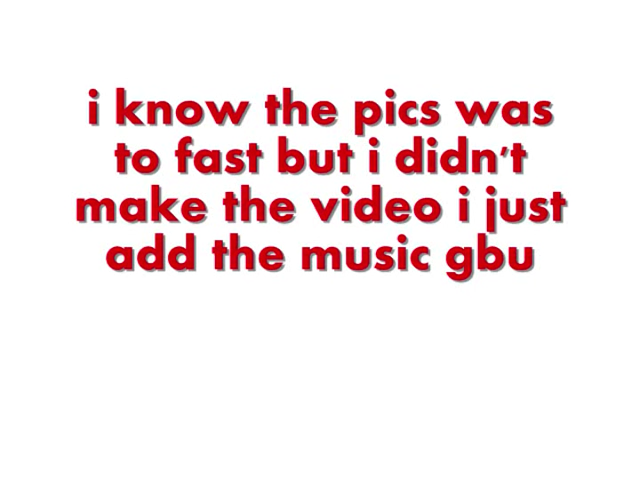 i know the pics was
to fast but i didn't
make the video i just
add the music gbu